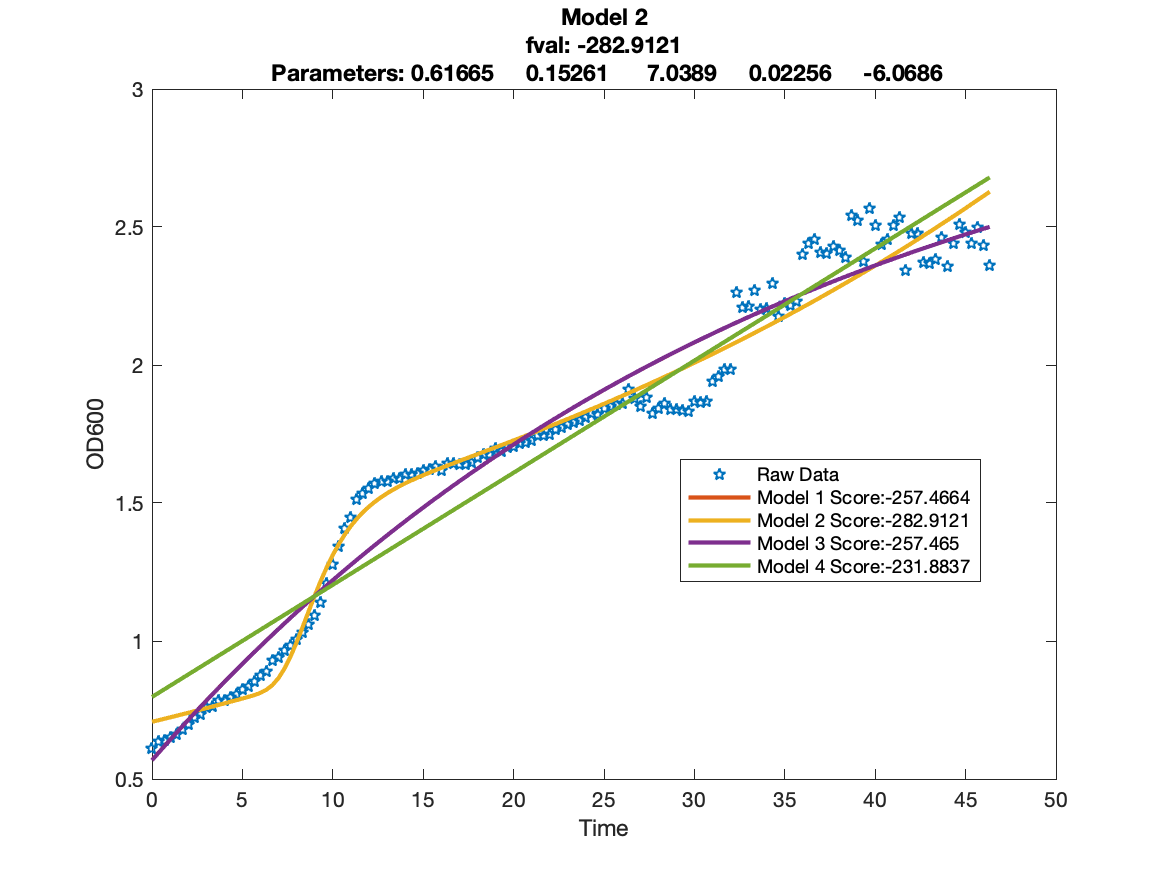 Model 2
fval: -282.9121
Parameters: 0.61665 0.15261 7.0389 0.02256 -6.0686
3
2.5
2
1.5
1
0.5
OD600
Raw Data
Model 1 Score:-257.4664
Model 2 Score:-282.9121
Model 3 Score:-257.465
Model 4 Score:-231.8837
0 5 10 15 20 25 30 35 40 45 50
Time